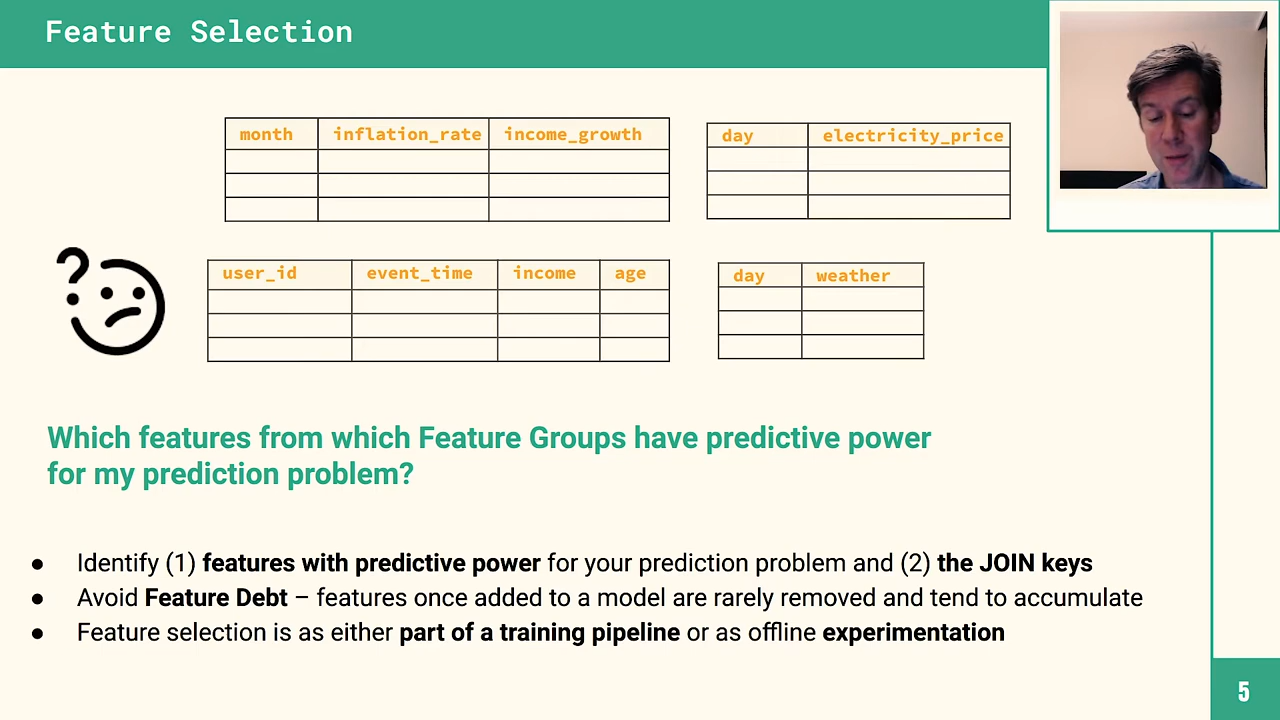 Feature Selection
month inflation_rate income_growth
day electricity_price
user_id event_time income age
day weather
Which features from which Feature Groups have predictive power
for my prediction problem?
● Identify (1) features with predictive power for your prediction problem and (2) the JOIN keys
● Avoid Feature Debt – features once added to a model are rarely removed and tend to accumulate
● Feature selection is as either part of a training pipeline or as offline experimentation
5